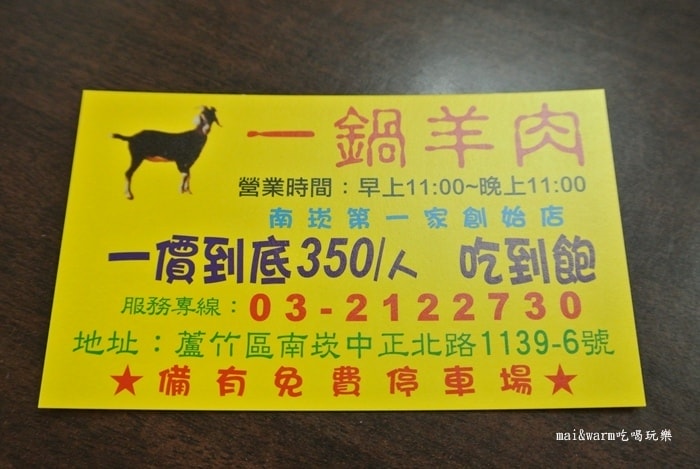 一鍋羊肉
營業時間：早上11:00~晚上11:00
南崁第一家創始店
一價到底350/人 吃到飽
服務專線：03-2122730
地址：蘆竹區南崁中正北路1139-6號
★備有免費停車場★
mai&warm吃喝玩樂